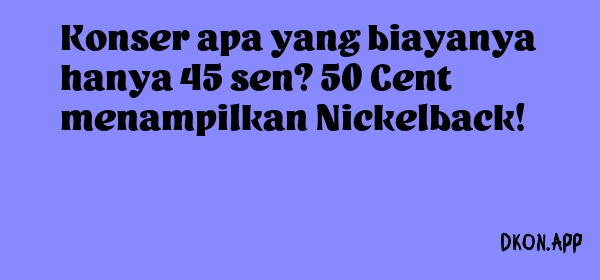 Konser apa yang biayanya
hanya 45 sen? 50 Cent
menampilkan Nickelback!
DKON.APP